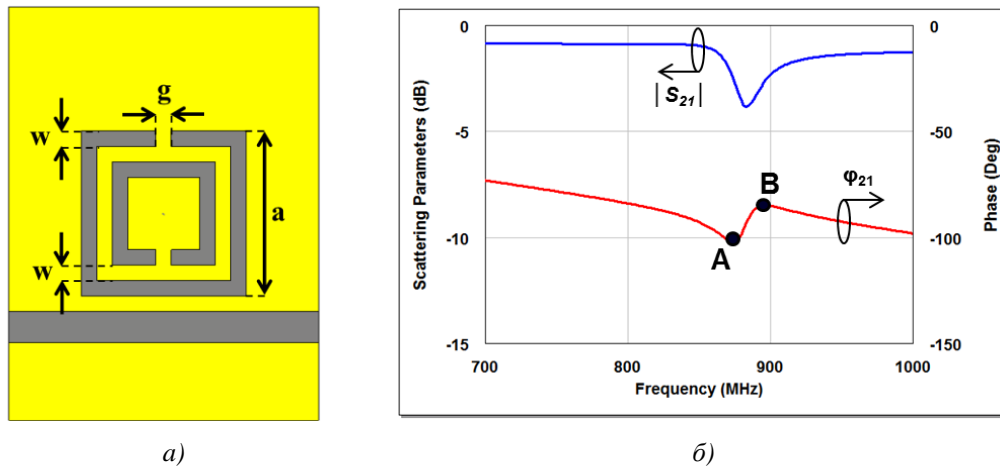 g
w
a
w
а)
Scattering Parameters (dB)
0
-5
-10
-15
|S21|
φ21
A
B
0
-50
-100
-150
Phase (Deg)
700
800
900
1000
Frequency (MHz)
б)